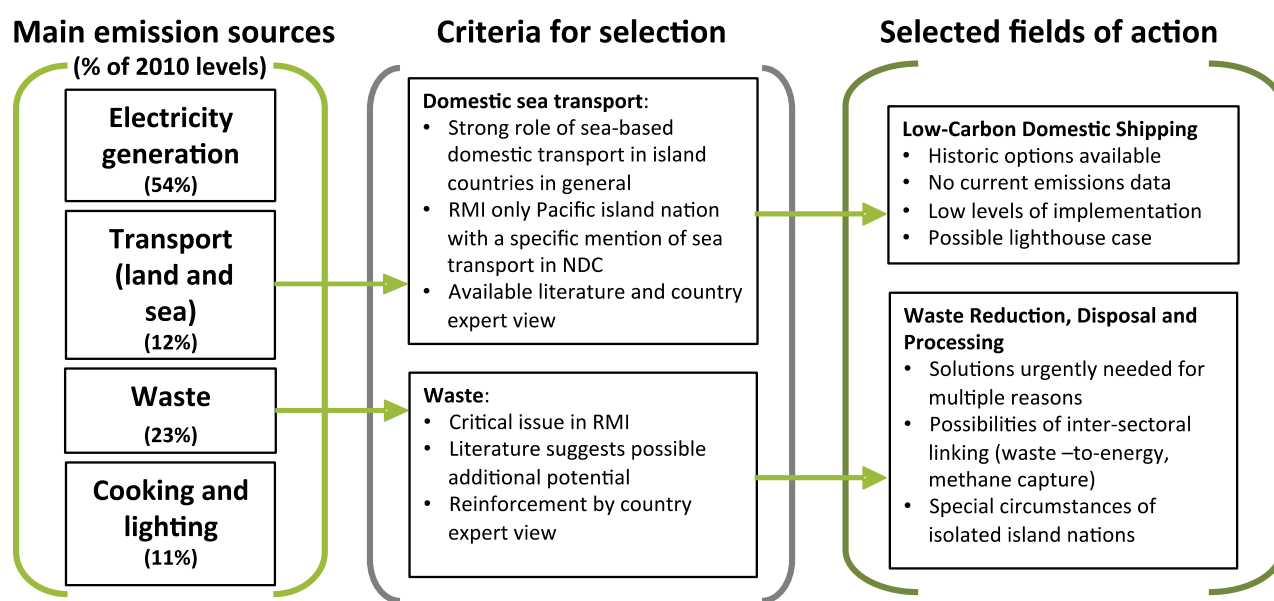 Main emission sources
(% of 2010 levels)
Electricity
generation
(54%)
Transport
(land and
sea)
(12%)
Waste
(23%)
Cooking and
lighting
(11%)
Criteria for selection
Domestic sea transport:
• Strong role of sea-based
domestic transport in island
countries in general
• RMI only Pacific island nation
with a specific mention of sea
transport in NDC
• Available literature and country
expert view
Waste:
• Critical issue in RMI
• Literature suggests possible
additional potential
• Reinforcement by country
expert view
Selected fields of action
Low-Carbon Domestic Shipping
• Historic options available
• No current emissions data
• Low levels of implementation
• Possible lighthouse case
Waste Reduction, Disposal and
Processing
• Solutions urgently needed for
multiple reasons
• Possibilities of inter-sectoral
linking (waste –to-energy,
methane capture)
• Special circumstances of
isolated island nations